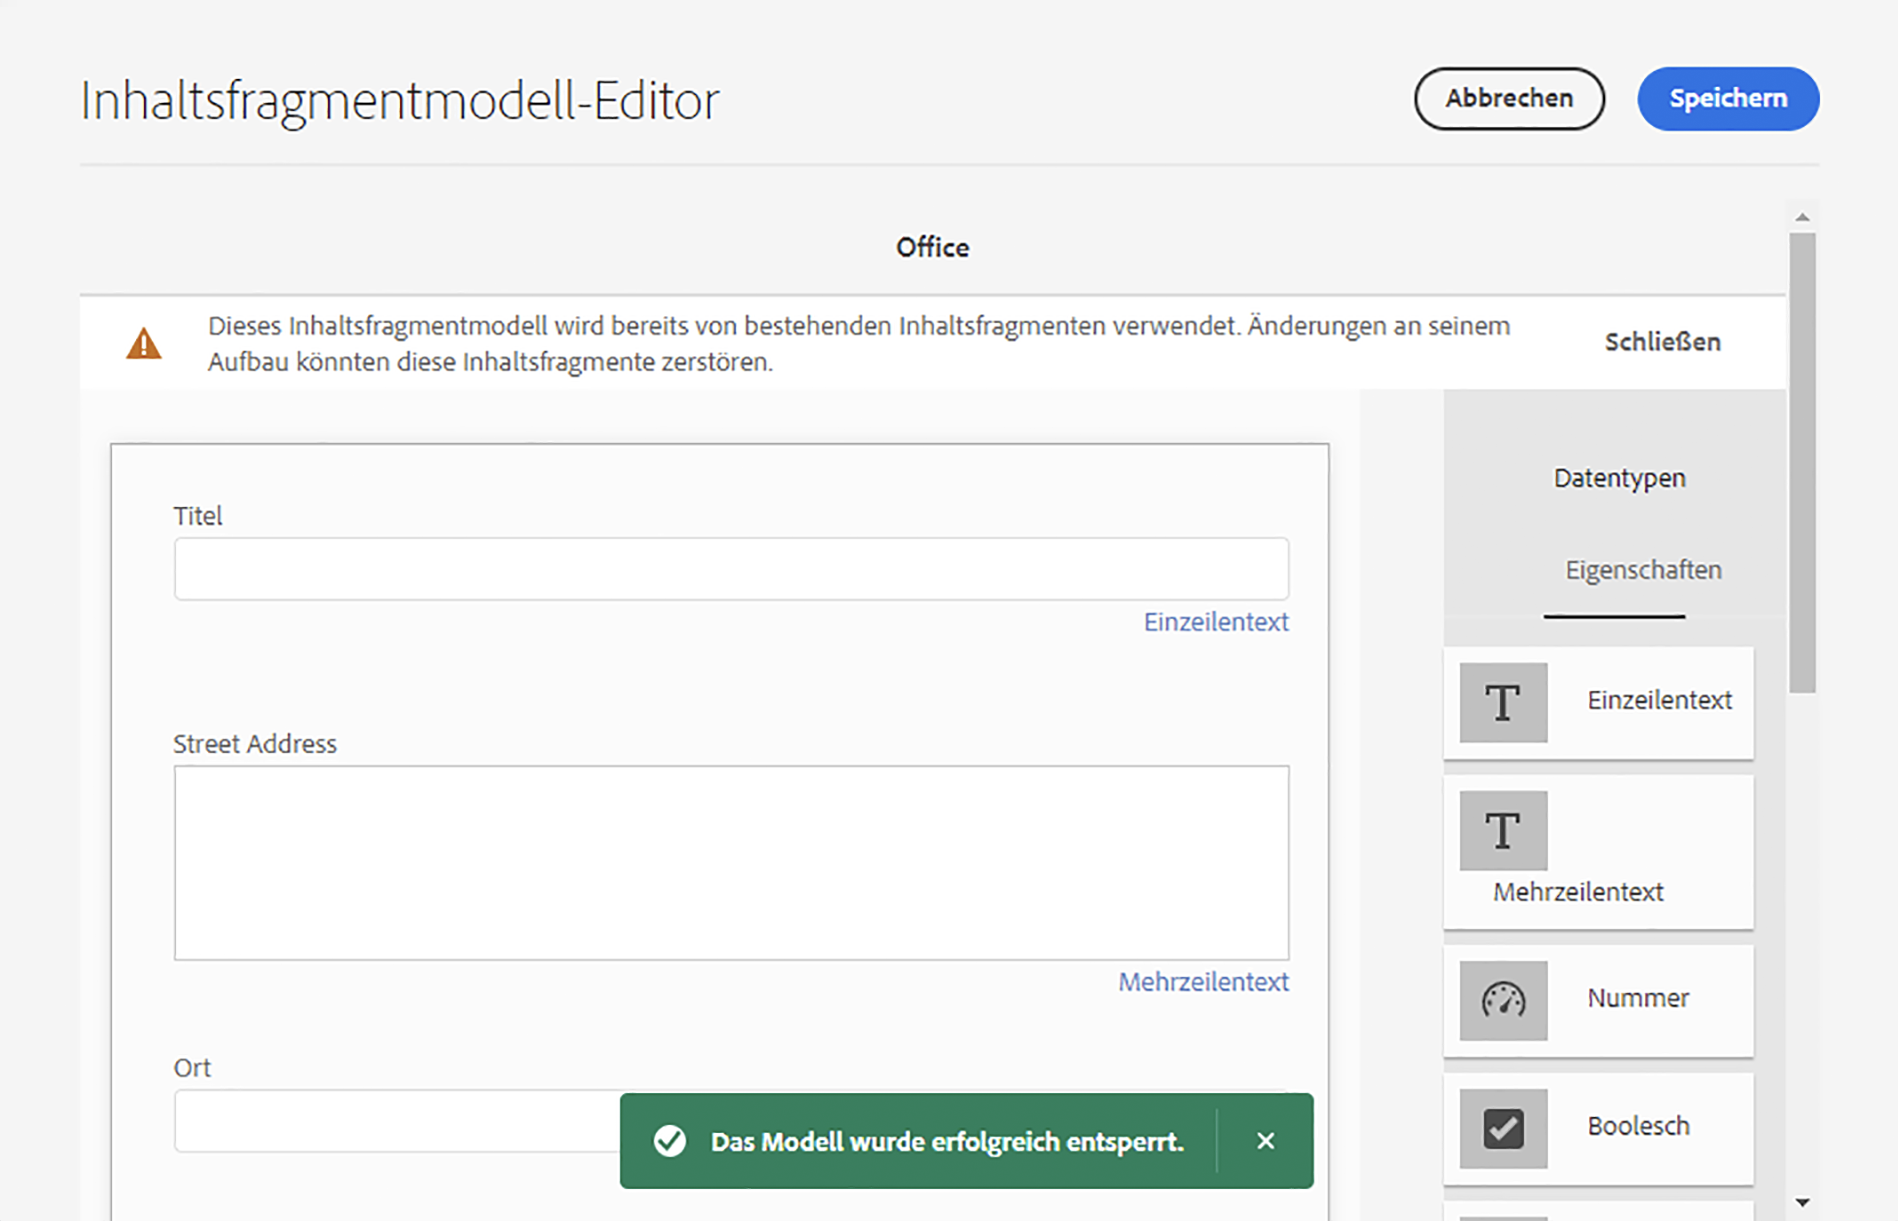 Inhaltsfragmentmodell-Editor
Abbrechen
Speichern
Office
Dieses Inhaltsfragmentmodell wird bereits von bestehenden Inhaltsfragmenten verwendet. Änderungen an seinem
Aufbau könnten diese Inhaltsfragmente zerstören.
Schließen
Datentypen
Eigenschaften
Titel
Einzeilentext
Street Address
Mehrzeilentext
Ort
Einzeilentext
Mehrzeilentext
Nummer
Boolesch
Das Modell wurde erfolgreich entsperrt.